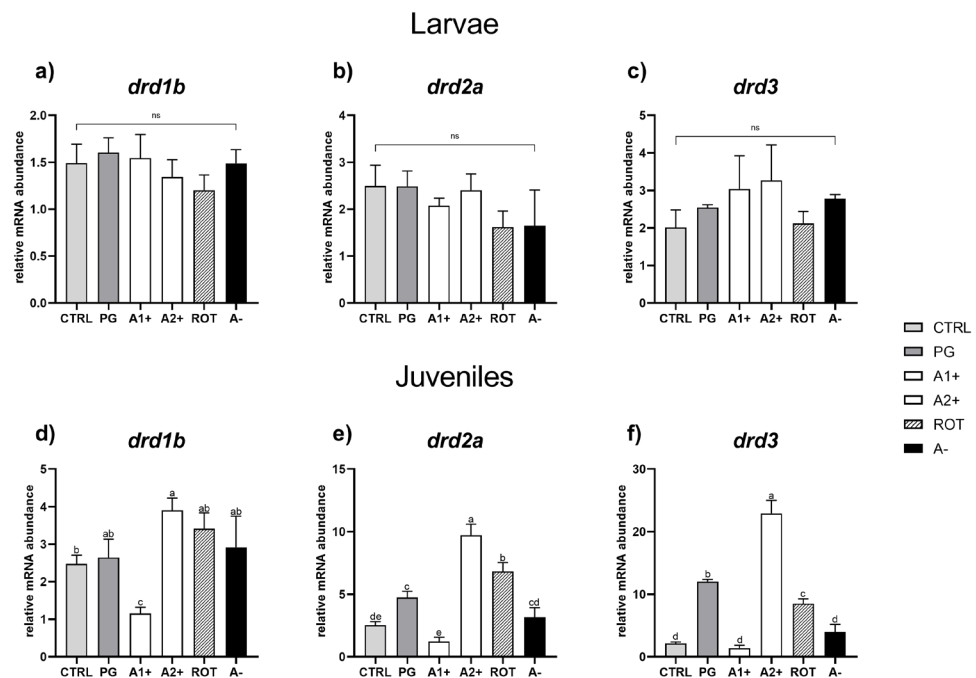 Larvae
a)
drd1b
relative mRNA abundance
2.0
1.5
1.0
0.5
0.0
ns
CTRL PG A1+ A2+ ROT A-
b)
drd2a
relative mRNA abundance
4
3
2
1
0
ns
CTRL PG A1+ A2+ ROT A-
c)
drd3
relative mRNA abundance
5
4
3
2
1
0
ns
CTRL PG A1+ A2+ ROT A-
CTRL
PG
A1+
A2+
ROT
A-
Juveniles
d)
drd1b
relative mRNA abundance
5
4
3
2
1
0
b ab c a ab ab
CTRL PG A1+ A2+ ROT A-
e)
drd2a
relative mRNA abundance
15
10
5
0
de c e a b cd
CTRL PG A1+ A2+ ROT A-
f)
drd3
relative mRNA abundance
30
20
10
0
d b d a c d
CTRL PG A1+ A2+ ROT A-